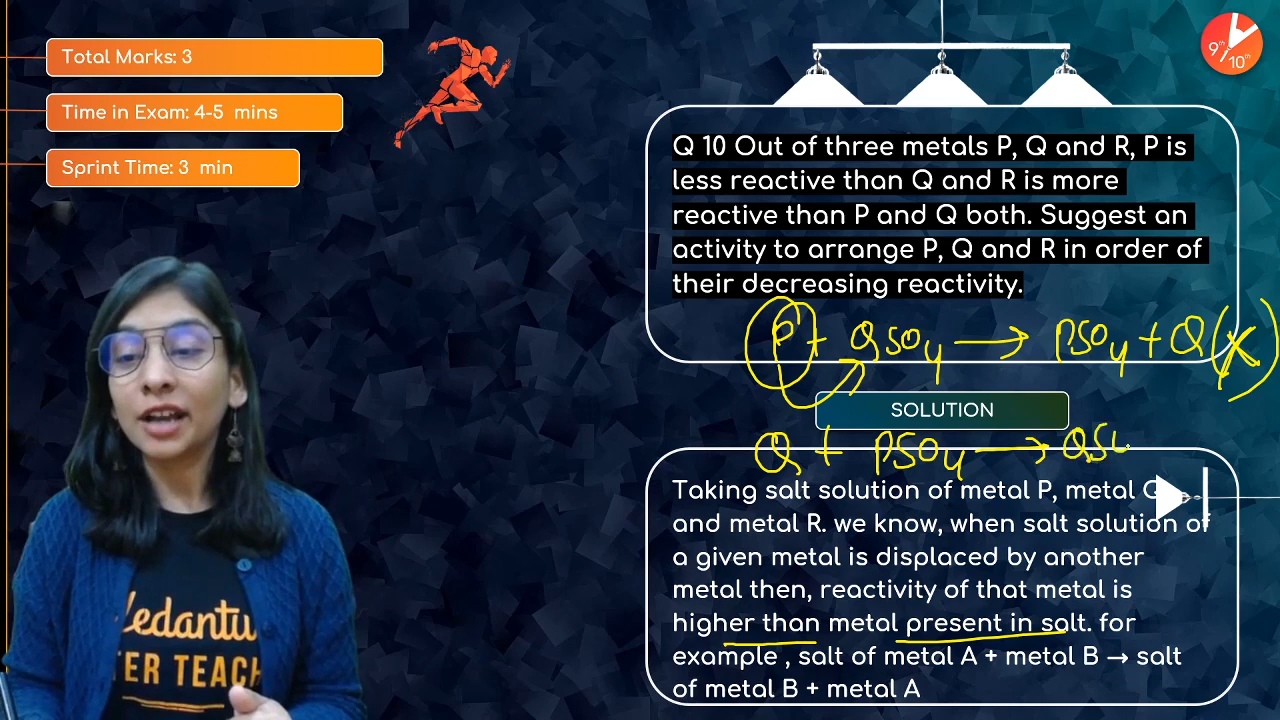 Total Marks: 3
Time in Exam: 4-5 mins
Sprint Time: 3 min
9th
10th
Q 10 Out of three metals P, Q and R, P is
less reactive than Q and R is more
reactive than P and Q both. Suggest an
activity to arrange P, Q and R in order of
their decreasing reactivity.
P + QSO4 → PSO4 + Q (×)
SOLUTION
Q + PSO4 → QS
Taking salt solution of metal P, metal Q
and metal R. we know, when salt solution of
a given metal is displaced by another
metal then, reactivity of that metal is
higher than metal present in salt. for
example , salt of metal A + metal B → salt
of metal B + metal A
Vedantu
TER TEACH